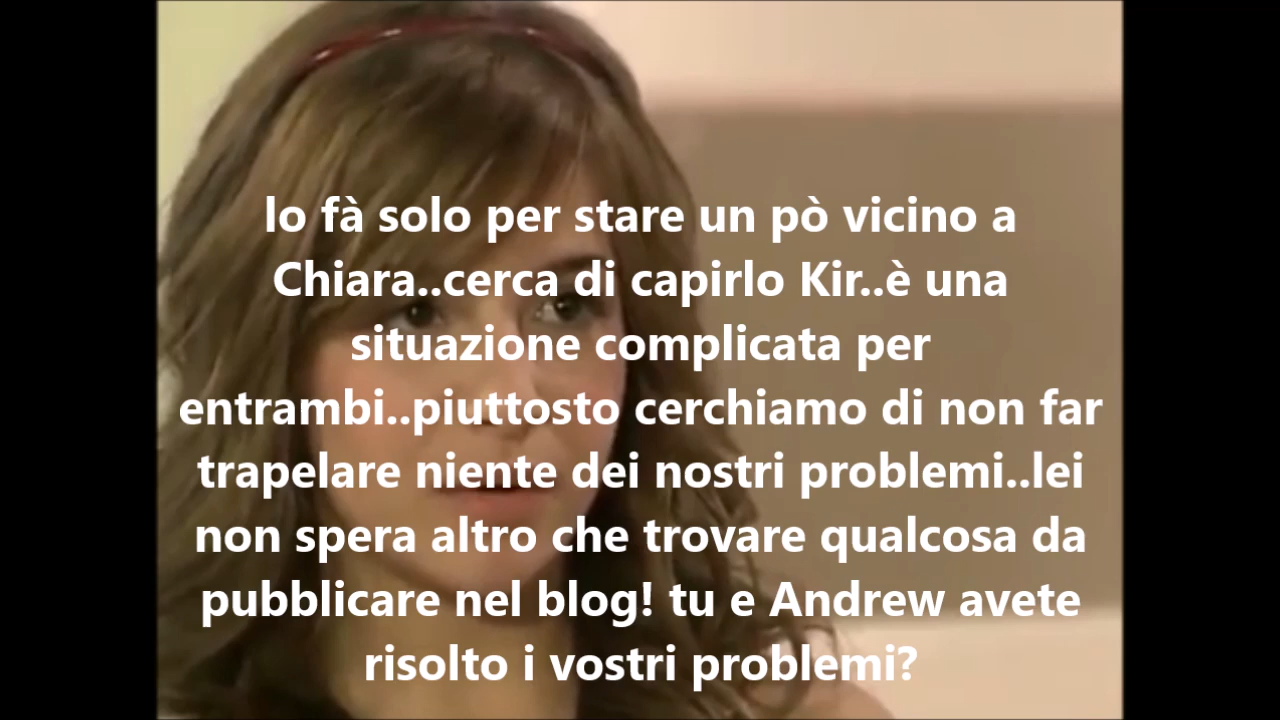 lo fà solo per stare un pò vicino a
Chiara..cerca di capirlo Kir..è una
situazione complicata per
entrambi..piuttosto cerchiamo di non far
trapelare niente dei nostri problemi..lei
non spera altro che trovare qualcosa da
pubblicare nel blog! tu e Andrew avete
risolto i vostri problemi?